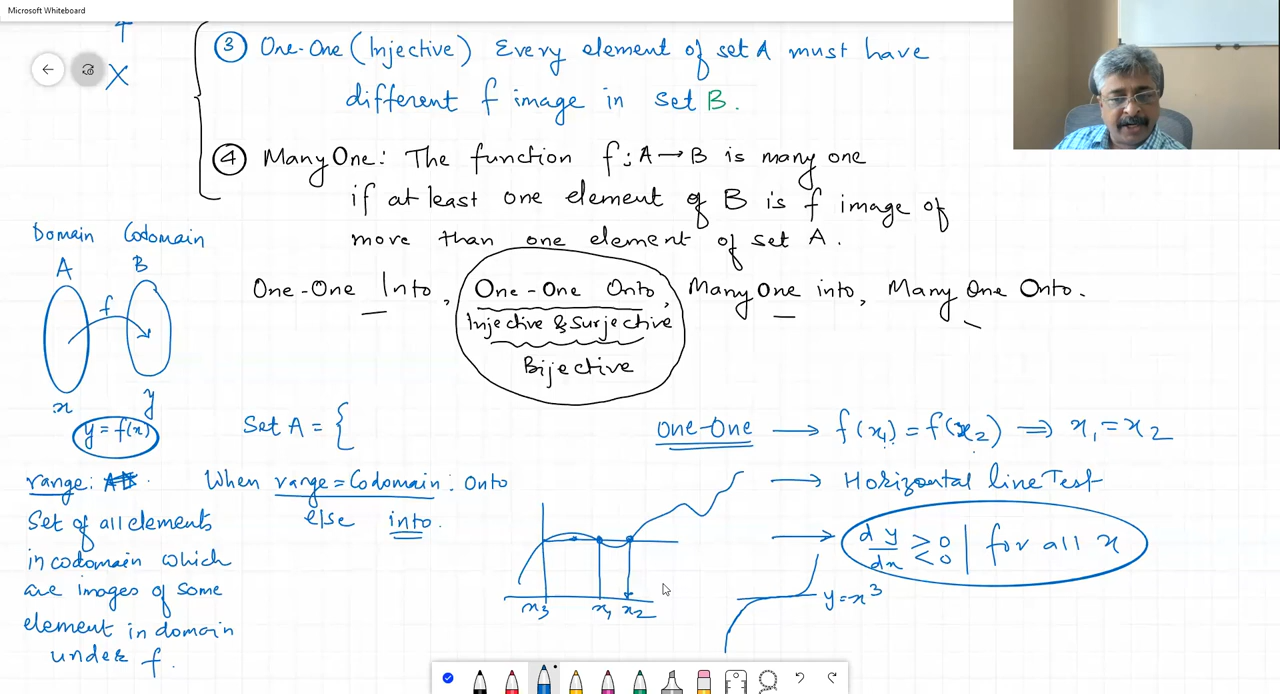 Microsoft Whiteboard
X
③ One-One (Injective) Every element of set A must have
different f image in set B.
④ Many One: The function f: A → B is many one
if at least one element of B is f image of
more than one element of set A.
Domain Codomain
A B
f
x y
y = f(x)
One-One Into, One-One Onto, Many One into, Many One Onto.
Injective & Surjective
Bijective
Set A = {
One-One → f(x₁) = f(x₂) ⇒ x₁ = x₂
→ Horizontal line Test
→ dy/dx ≥ 0 < 0 | for all x
y = x³
range:
When range = Codomain : Onto
else into.
Set of all elements
in codomain which
are images of some
element in domain
under f.
x₃ x₁ x₂